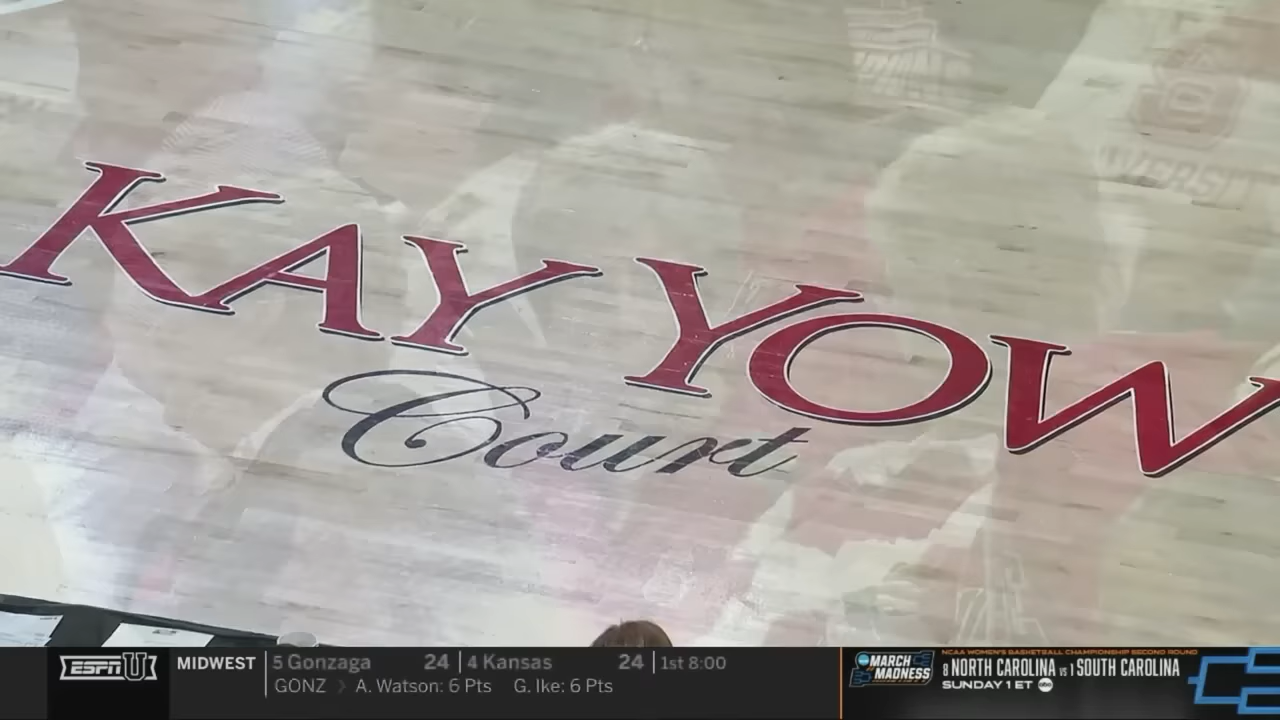 KAY YOW
Court
ESPNU
MIDWEST
5 Gonzaga 24
4 Kansas 24
1st 8:00
GONZ > A. Watson: 6 Pts G. Ike: 6 Pts
MARCH
MADNESS
NCAA WOMEN'S BASKETBALL CHAMPIONSHIP SECOND ROUND
8 NORTH CAROLINA vs 1 SOUTH CAROLINA
SUNDAY 1 ET abc